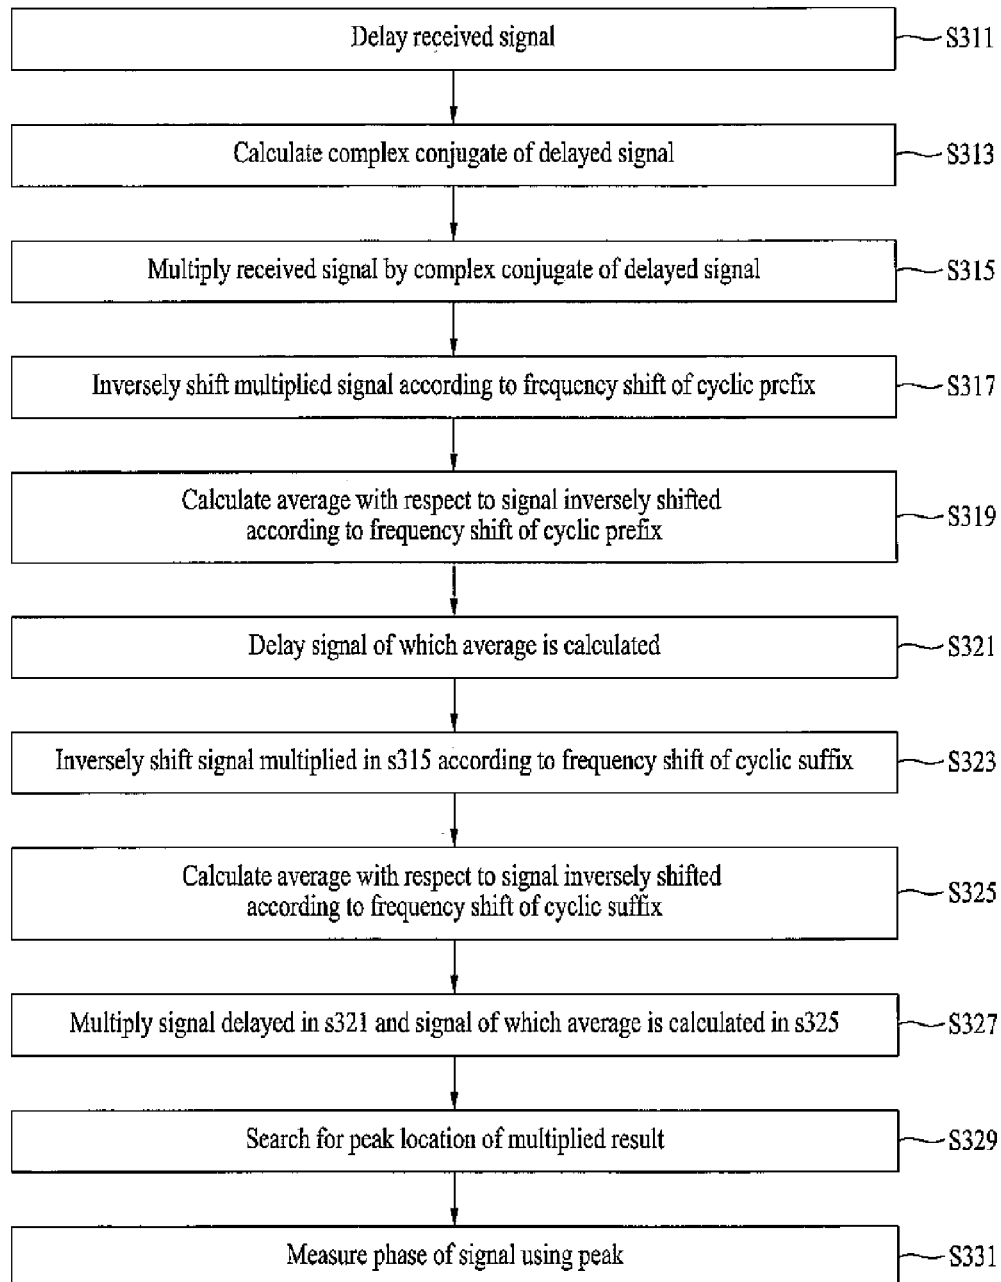 Delay received signal
S311
Calculate complex conjugate of delayed signal
S313
Multiply received signal by complex conjugate of delayed signal
S315
Inversely shift multiplied signal according to frequency shift of cyclic prefix
S317
Calculate average with respect to signal inversely shifted
according to frequency shift of cyclic prefix
S319
Delay signal of which average is calculated
S321
Inversely shift signal multiplied in s315 according to frequency shift of cyclic suffix
S323
Calculate average with respect to signal inversely shifted
according to frequency shift of cyclic suffix
S325
Multiply signal delayed in s321 and signal of which average is calculated in s325
S327
Search for peak location of multiplied result
S329
Measure phase of signal using peak
S331